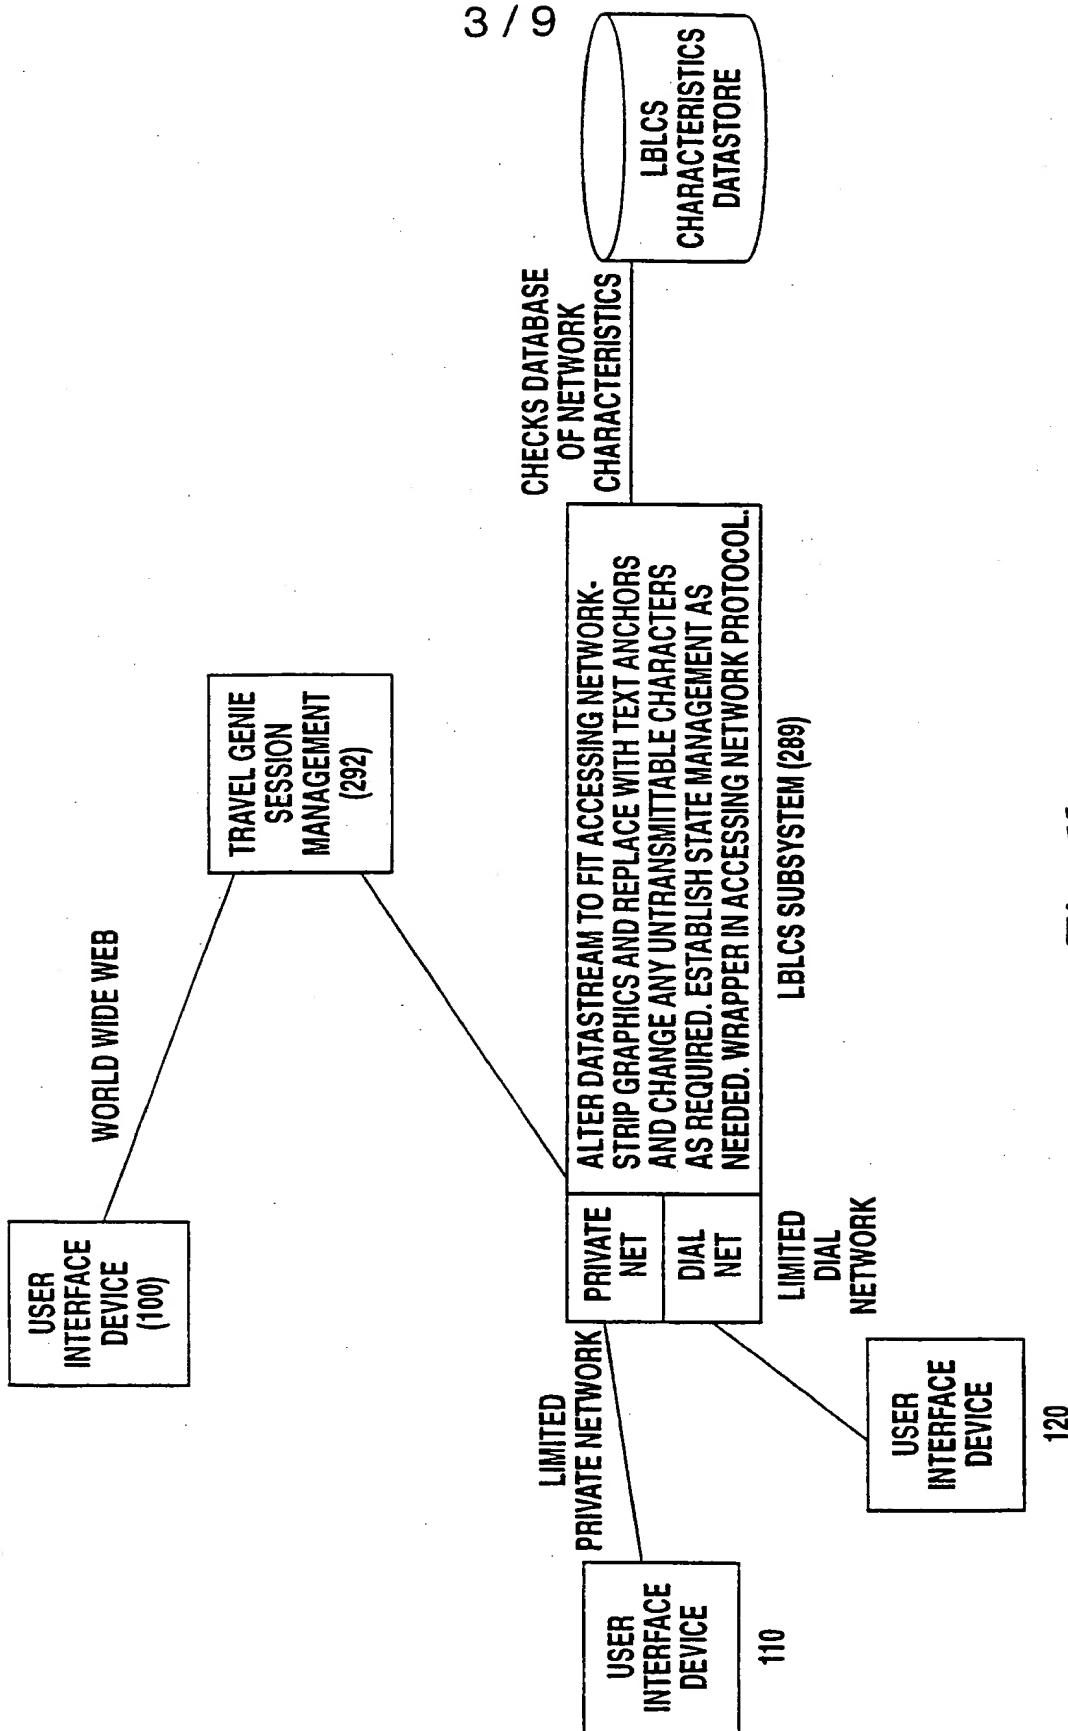 3 / 9
USER
INTERFACE
DEVICE
(100)
WORLD WIDE WEB
TRAVEL GENIE
SESSION
MANAGEMENT
(292)
LIMITED
PRIVATE NETWORK
USER
INTERFACE
DEVICE
110
PRIVATE
NET
DIAL
NET
LIMITED
DIAL
NETWORK
USER
INTERFACE
DEVICE
120
ALTER DATASTREAM TO FIT ACCESSING NETWORK-
STRIP GRAPHICS AND REPLACE WITH TEXT ANCHORS
AND CHANGE ANY UNTRANSMITTABLE CHARACTERS
AS REQUIRED. ESTABLISH STATE MANAGEMENT AS
NEEDED. WRAPPER IN ACCESSING NETWORK PROTOCOL.
LBLCS SUBSYSTEM (289)
CHECKS DATABASE
OF NETWORK
CHARACTERISTICS
LBLCS
CHARACTERISTICS
DATASTORE